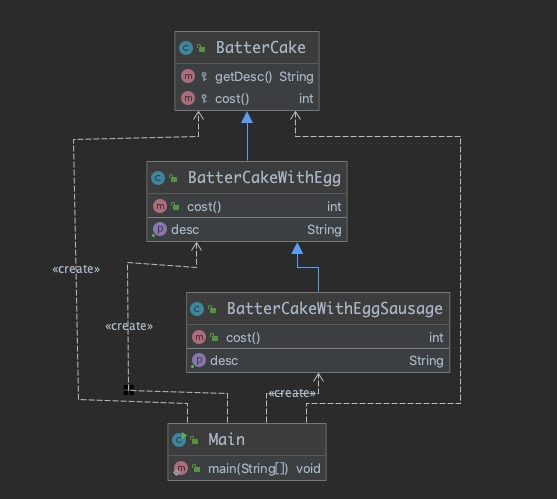 BatterCake
getDesc() String
cost() int
BatterCakeWithEgg
cost() int
desc String
«create»
BatterCakeWithEggSausage
«create»
cost() int
desc String
«create»
Main
main(String[]) void